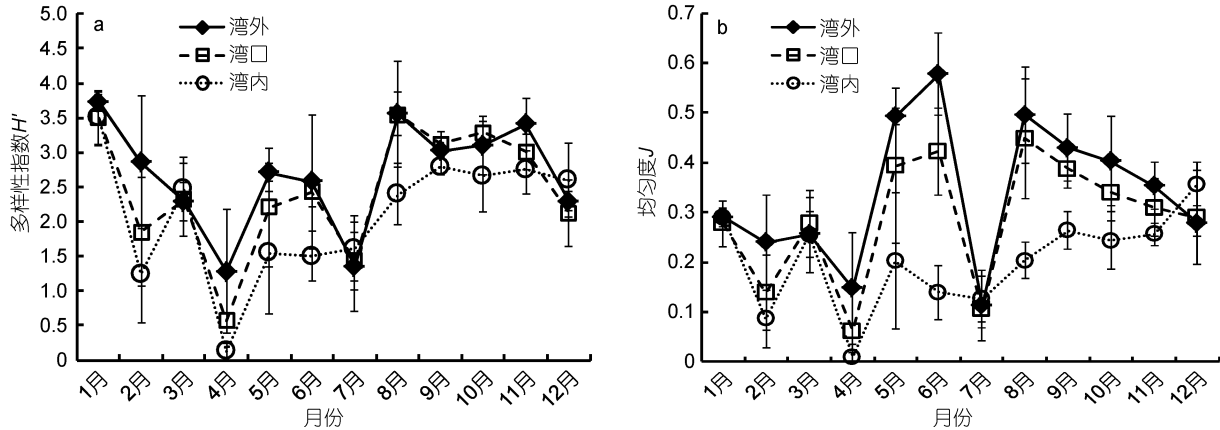 a
湾外
湾口
湾内
多样性指数H′
5.0
4.5
4.0
3.5
3.0
2.5
2.0
1.5
1.0
0.5
0
1月 2月 3月 4月 5月 6月 7月 8月 9月 10月 11月 12月
月份
b
湾外
湾口
湾内
均匀度J
0.7
0.6
0.5
0.4
0.3
0.2
0.1
0
1月 2月 3月 4月 5月 6月 7月 8月 9月 10月 11月 12月
月份